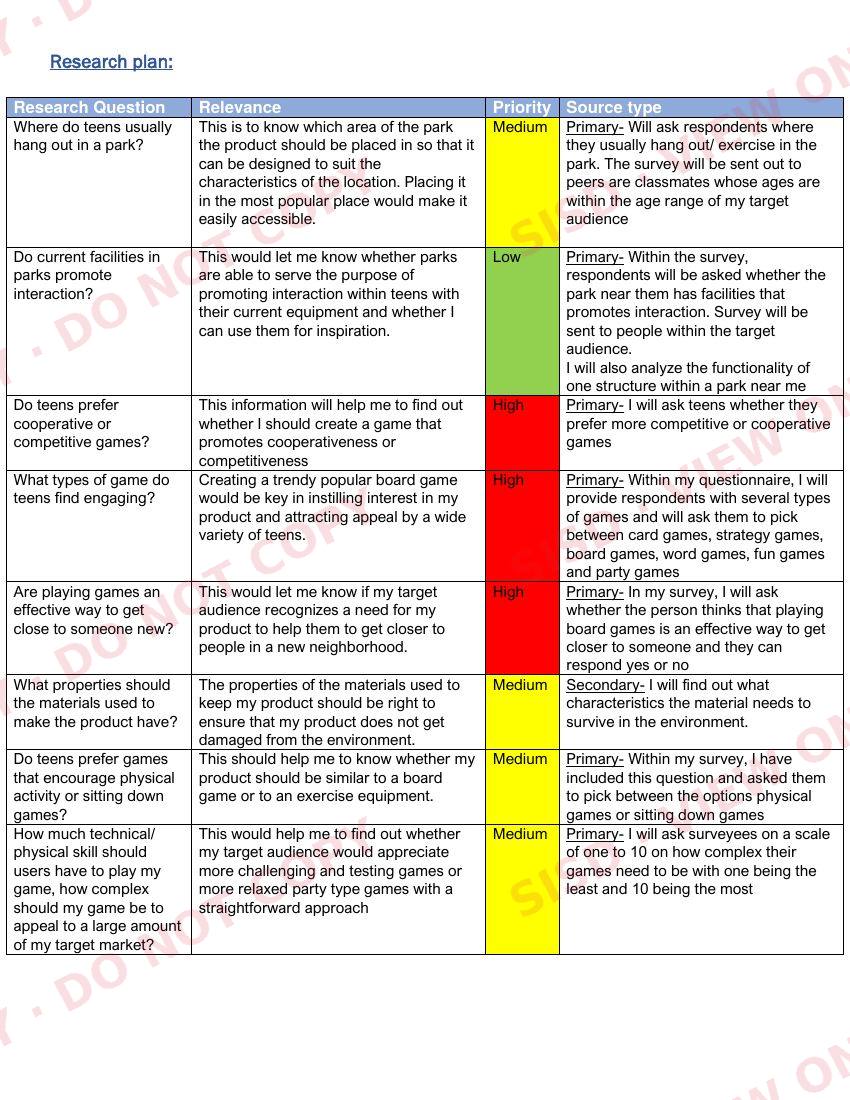 Research plan:
Research Question Relevance Priority Source type
Where do teens usually
hang out in a park?
This is to know which area of the park
the product should be placed in so that it
can be designed to suit the
characteristics of the location. Placing it
in the most popular place would make it
easily accessible.
Medium
Primary- Will ask respondents where
they usually hang out/ exercise in the
park. The survey will be sent out to
peers are classmates whose ages are
within the age range of my target
audience
Do current facilities in
parks promote
interaction?
This would let me know whether parks
are able to serve the purpose of
promoting interaction within teens with
their current equipment and whether I
can use them for inspiration.
Low
Primary- Within the survey,
respondents will be asked whether the
park near them has facilities that
promotes interaction. Survey will be
sent to people within the target
audience.
I will also analyze the functionality of
one structure within a park near me
Do teens prefer
cooperative or
competitive games?
This information will help me to find out
whether I should create a game that
promotes cooperativeness or
competitiveness
High
Primary- I will ask teens whether they
prefer more competitive or cooperative
games
What types of game do
teens find engaging?
Creating a trendy popular board game
would be key in instilling interest in my
product and attracting appeal by a wide
variety of teens.
High
Primary- Within my questionnaire, I will
provide respondents with several types
of games and will ask them to pick
between card games, strategy games,
board games, word games, fun games
and party games
Are playing games an
effective way to get
close to someone new?
This would let me know if my target
audience recognizes a need for my
product to help them to get closer to
people in a new neighborhood.
High
Primary- In my survey, I will ask
whether the person thinks that playing
board games is an effective way to get
closer to someone and they can
respond yes or no
What properties should
the materials used to
make the product have?
The properties of the materials used to
keep my product should be right to
ensure that my product does not get
damaged from the environment.
Medium
Secondary- I will find out what
characteristics the material needs to
survive in the environment.
Do teens prefer games
that encourage physical
activity or sitting down
games?
This should help me to know whether my
product should be similar to a board
game or to an exercise equipment.
Medium
Primary- Within my survey, I have
included this question and asked them
to pick between the options physical
games or sitting down games
How much technical/
physical skill should
users have to play my
game, how complex
should my game be to
appeal to a large amount
of my target market?
This would help me to find out whether
my target audience would appreciate
more challenging and testing games or
more relaxed party type games with a
straightforward approach
Medium
Primary- I will ask surveyees on a scale
of one to 10 on how complex their
games need to be with one being the
least and 10 being the most
Y · DO NOT COPY
SISD · VIEW ON
Y · DO NOT COPY
SISD · VIEW ON
Y · DO NOT COPY
SISD · VIEW ON